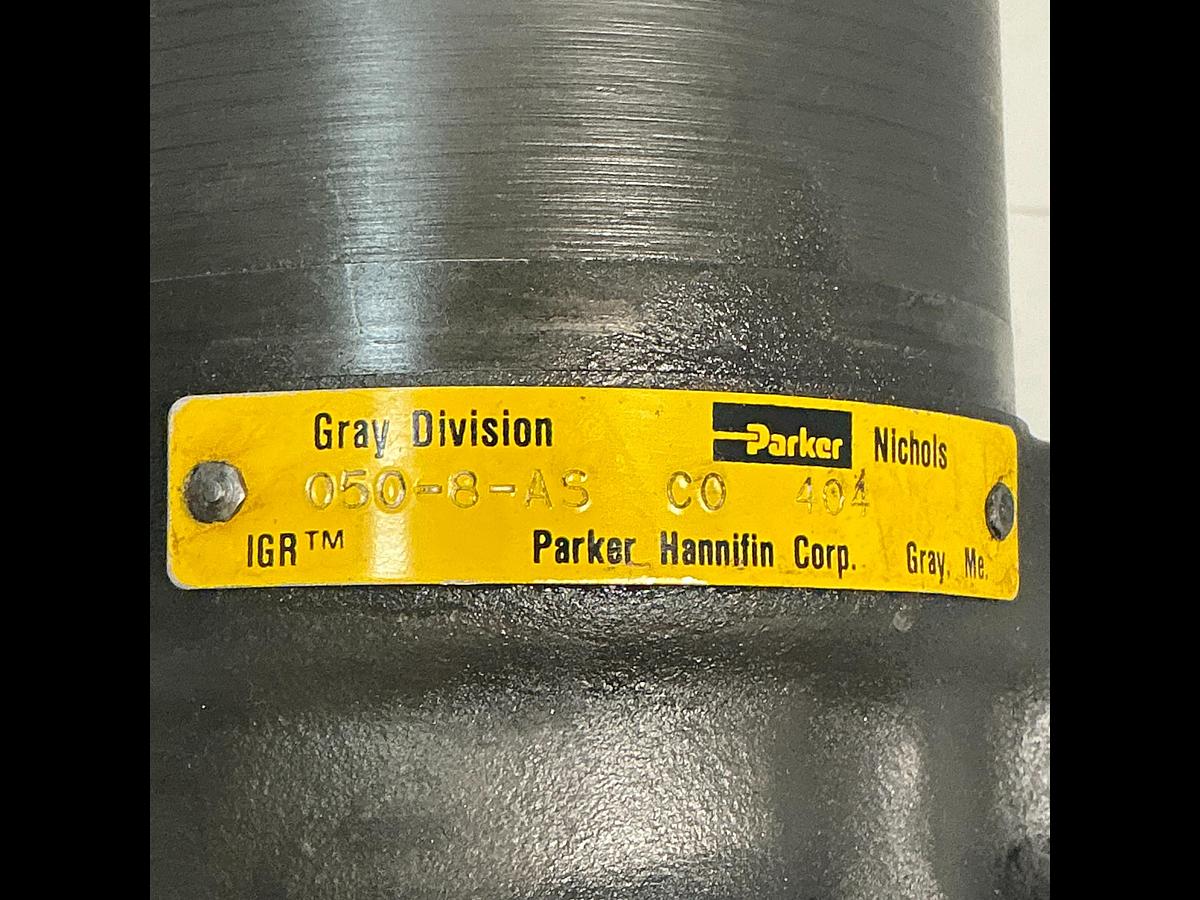 Gray Division Parker Nichols
050-8-AS CO 404
IGR™ Parker Hannifin Corp. Gray, Me.